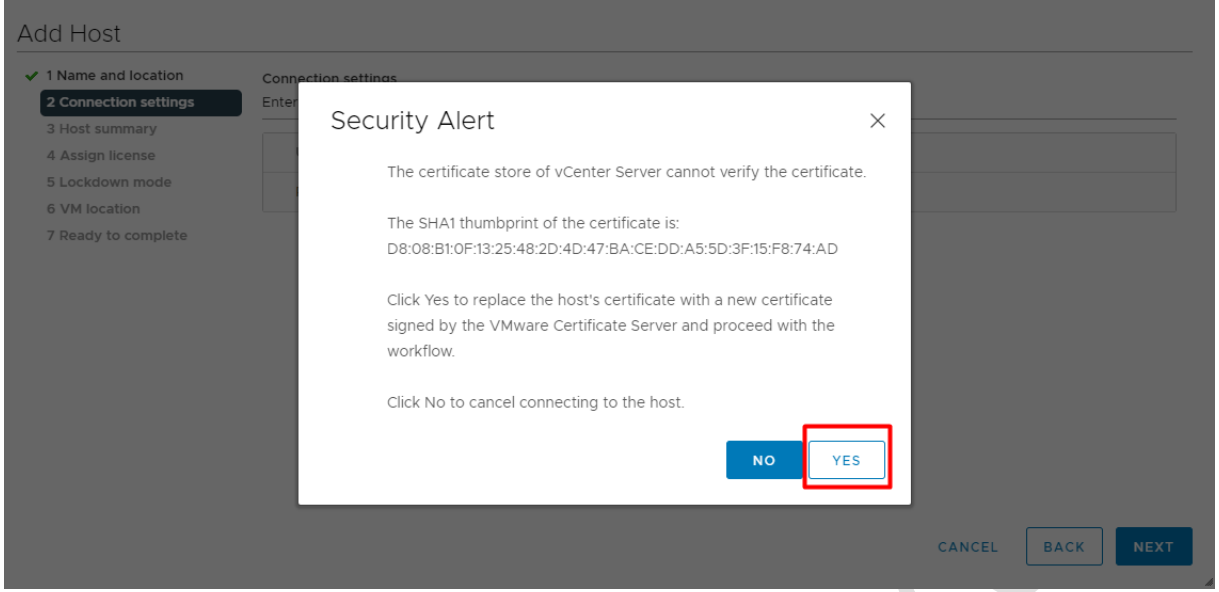 Add Host
1 Name and location
2 Connection settings
3 Host summary
4 Assign license
5 Lockdown mode
6 VM location
7 Ready to complete
Connection settings
Enter
Security Alert
The certificate store of vCenter Server cannot verify the certificate.
The SHA1 thumbprint of the certificate is:
D8:08:B1:0F:13:25:48:2D:4D:47:BA:CE:DD:A5:5D:3F:15:F8:74:AD
Click Yes to replace the host's certificate with a new certificate
signed by the VMware Certificate Server and proceed with the
workflow.
Click No to cancel connecting to the host.
NO YES
CANCEL BACK NEXT